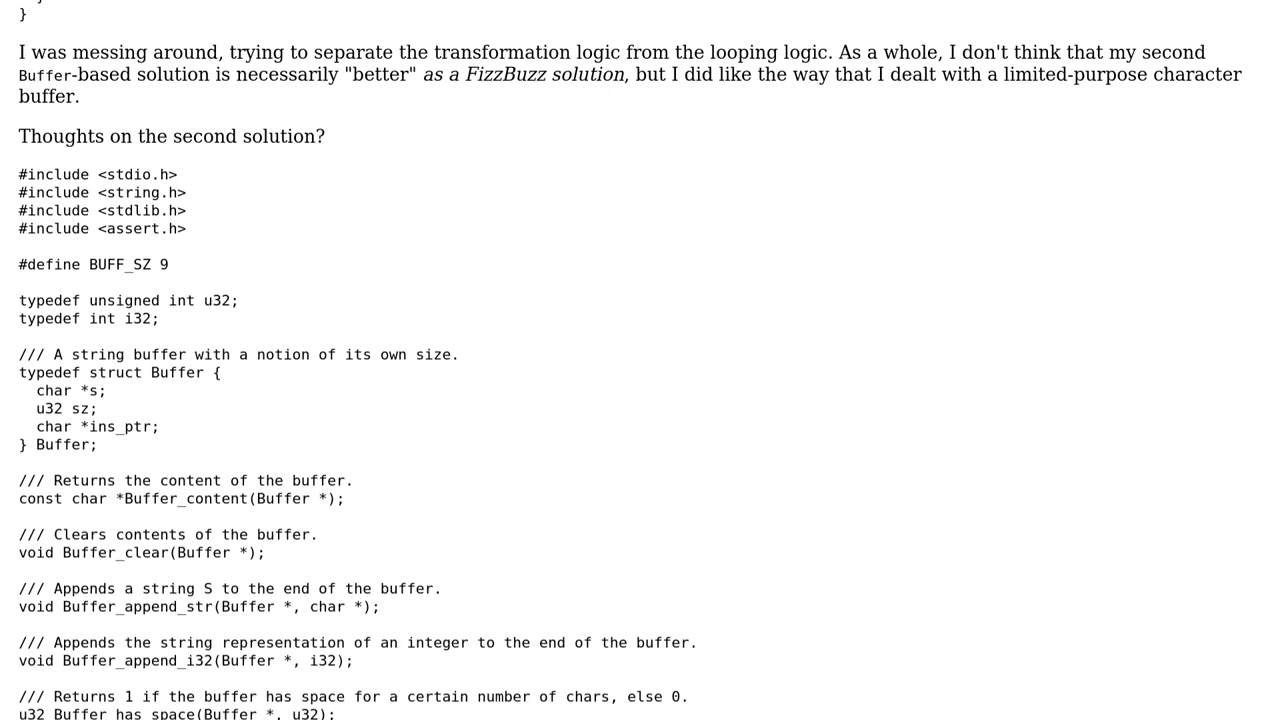 }
I was messing around, trying to separate the transformation logic from the looping logic. As a whole, I don't think that my second
Buffer-based solution is necessarily "better" as a FizzBuzz solution, but I did like the way that I dealt with a limited-purpose character
buffer.
Thoughts on the second solution?
#include <stdio.h>
#include <string.h>
#include <stdlib.h>
#include <assert.h>
#define BUFF_SZ 9
typedef unsigned int u32;
typedef int i32;
/// A string buffer with a notion of its own size.
typedef struct Buffer {
  char *s;
  u32 sz;
  char *ins_ptr;
} Buffer;
/// Returns the content of the buffer.
const char *Buffer_content(Buffer *);
/// Clears contents of the buffer.
void Buffer_clear(Buffer *);
/// Appends a string S to the end of the buffer.
void Buffer_append_str(Buffer *, char *);
/// Appends the string representation of an integer to the end of the buffer.
void Buffer_append_i32(Buffer *, i32);
/// Returns 1 if the buffer has space for a certain number of chars, else 0.
u32 Buffer_has_space(Buffer *, u32);